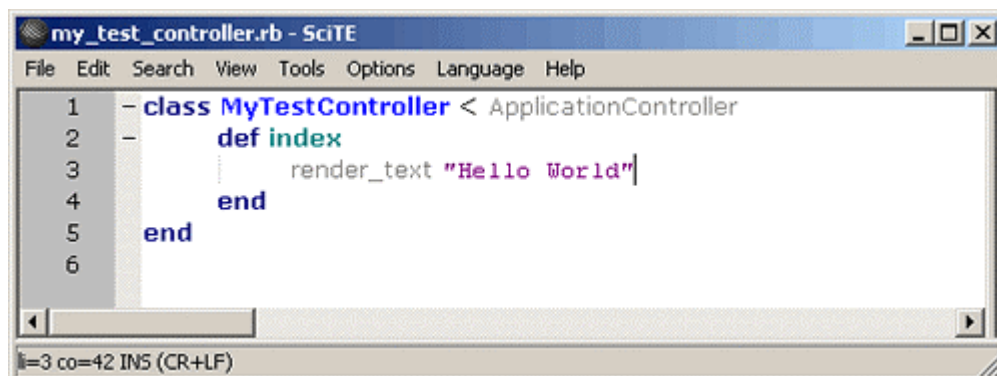 my_test_controller.rb - SciTE
File Edit Search View Tools Options Language Help
1 - class MyTestController < ApplicationController
2 - def index
3 render_text "Hello World"
4 end
5 end
6
li=3 co=42 INS (CR+LF)